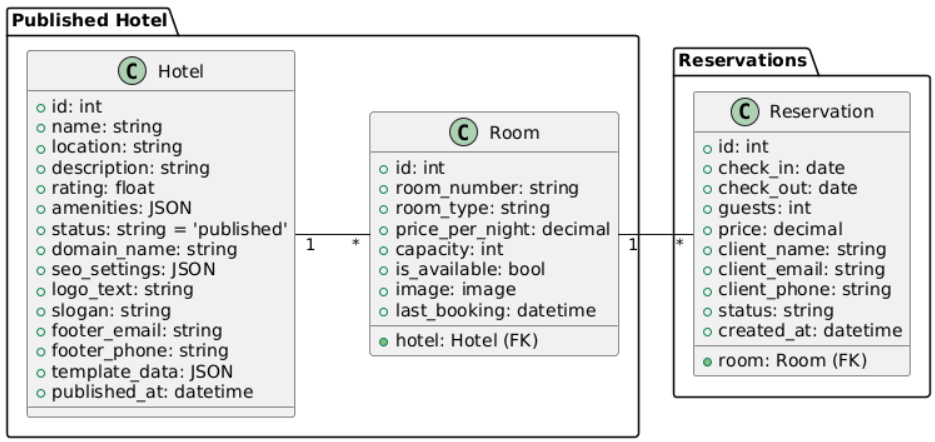 Published Hotel
C Hotel
id: int
name: string
location: string
description: string
rating: float
amenities: JSON
status: string = 'published'
domain_name: string
seo_settings: JSON
logo_text: string
slogan: string
footer_email: string
footer_phone: string
template_data: JSON
published_at: datetime
1
*
C Room
id: int
room_number: string
room_type: string
price_per_night: decimal
capacity: int
is_available: bool
image: image
last_booking: datetime
hotel: Hotel (FK)
1
*
Reservations
C Reservation
id: int
check_in: date
check_out: date
guests: int
price: decimal
client_name: string
client_email: string
client_phone: string
status: string
created_at: datetime
room: Room (FK)